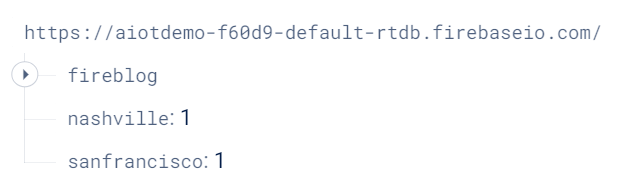 https://aiotdemo-f60d9-default-rtdb.firebaseio.com/
fireblog
nashville: 1
sanfrancisco: 1